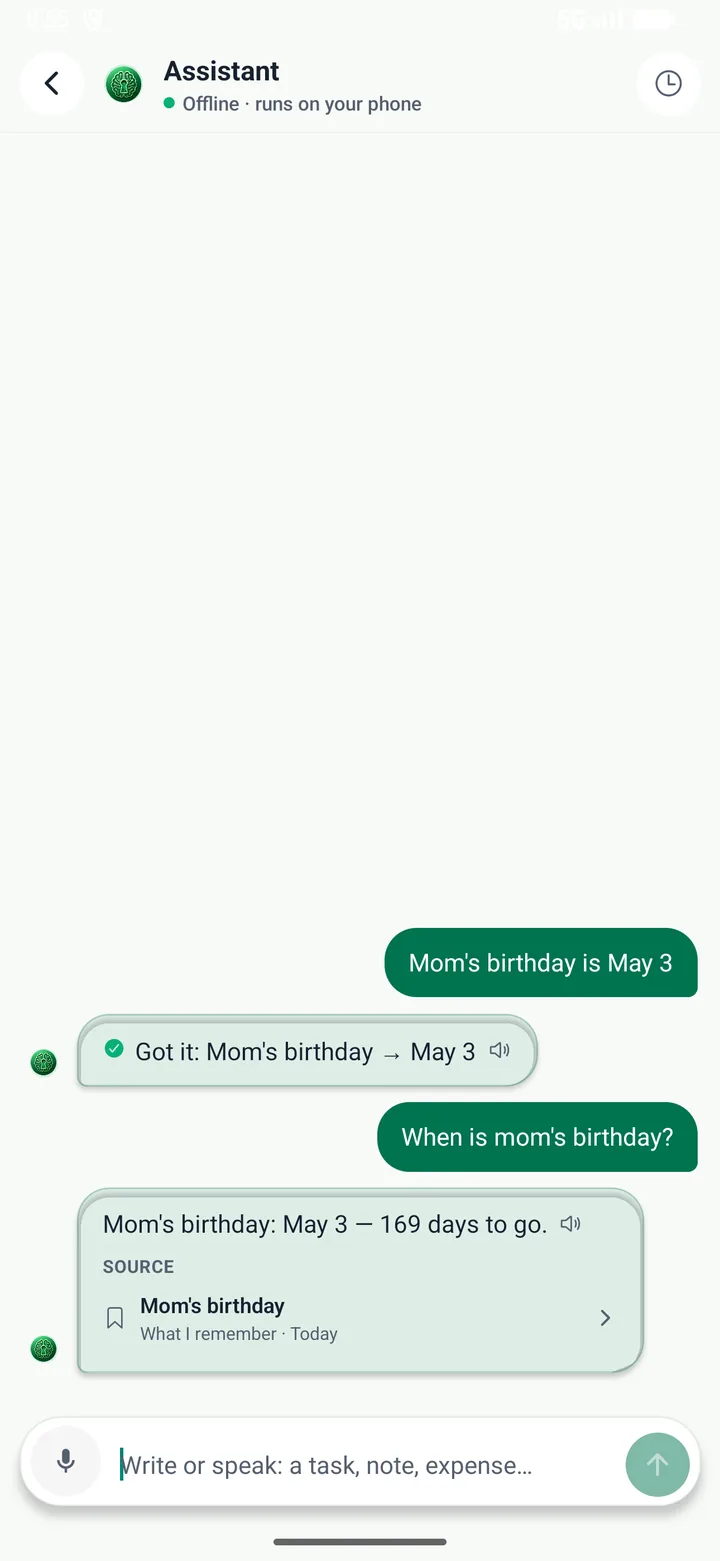 Assistant
Offline · runs on your phone
Mom's birthday is May 3
Got it: Mom's birthday → May 3
When is mom's birthday?
Mom's birthday: May 3 — 169 days to go.
SOURCE
Mom's birthday
What I remember · Today
Write or speak: a task, note, expense…